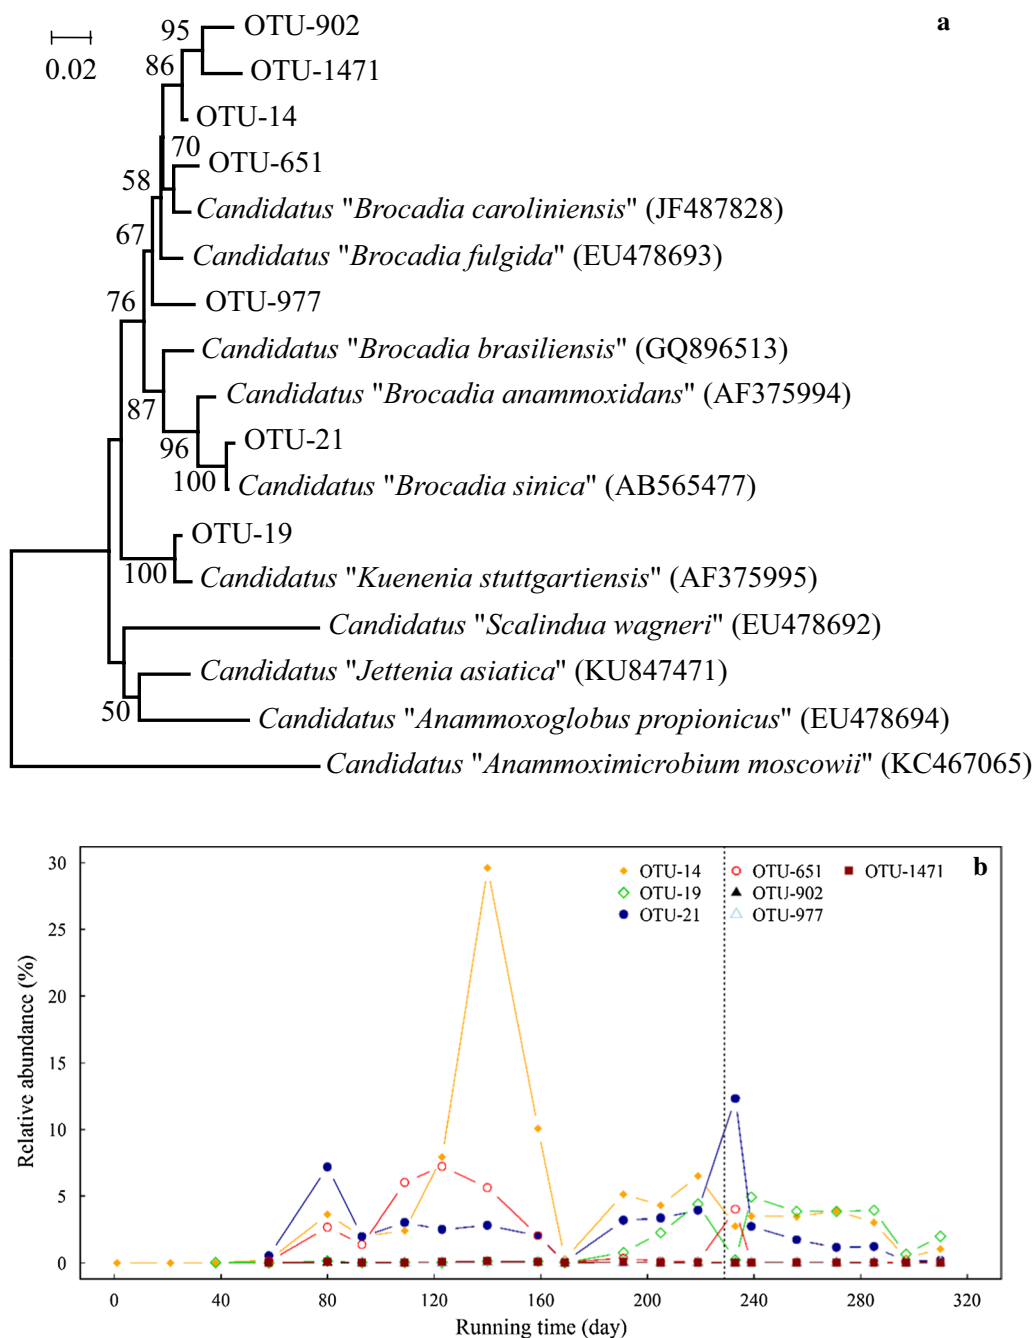 a
0.02
95
OTU-902
86
OTU-1471
OTU-14
70
OTU-651
58
Candidatus "Brocadia caroliniensis" (JF487828)
67
Candidatus "Brocadia fulgida" (EU478693)
76
OTU-977
Candidatus "Brocadia brasiliensis" (GQ896513)
87
Candidatus "Brocadia anammoxidans" (AF375994)
96
OTU-21
100
Candidatus "Brocadia sinica" (AB565477)
OTU-19
100
Candidatus "Kuenenia stuttgartiensis" (AF375995)
Candidatus "Scalindua wagneri" (EU478692)
Candidatus "Jettenia asiatica" (KU847471)
50
Candidatus "Anammoxoglobus propionicus" (EU478694)
Candidatus "Anammoximicrobium moscowii" (KC467065)
b
OTU-14 OTU-651 OTU-1471
OTU-19 OTU-902
OTU-21 OTU-977
Relative abundance (%)
30
25
20
15
10
5
0
0 40 80 120 160 200 240 280 320
Running time (day)